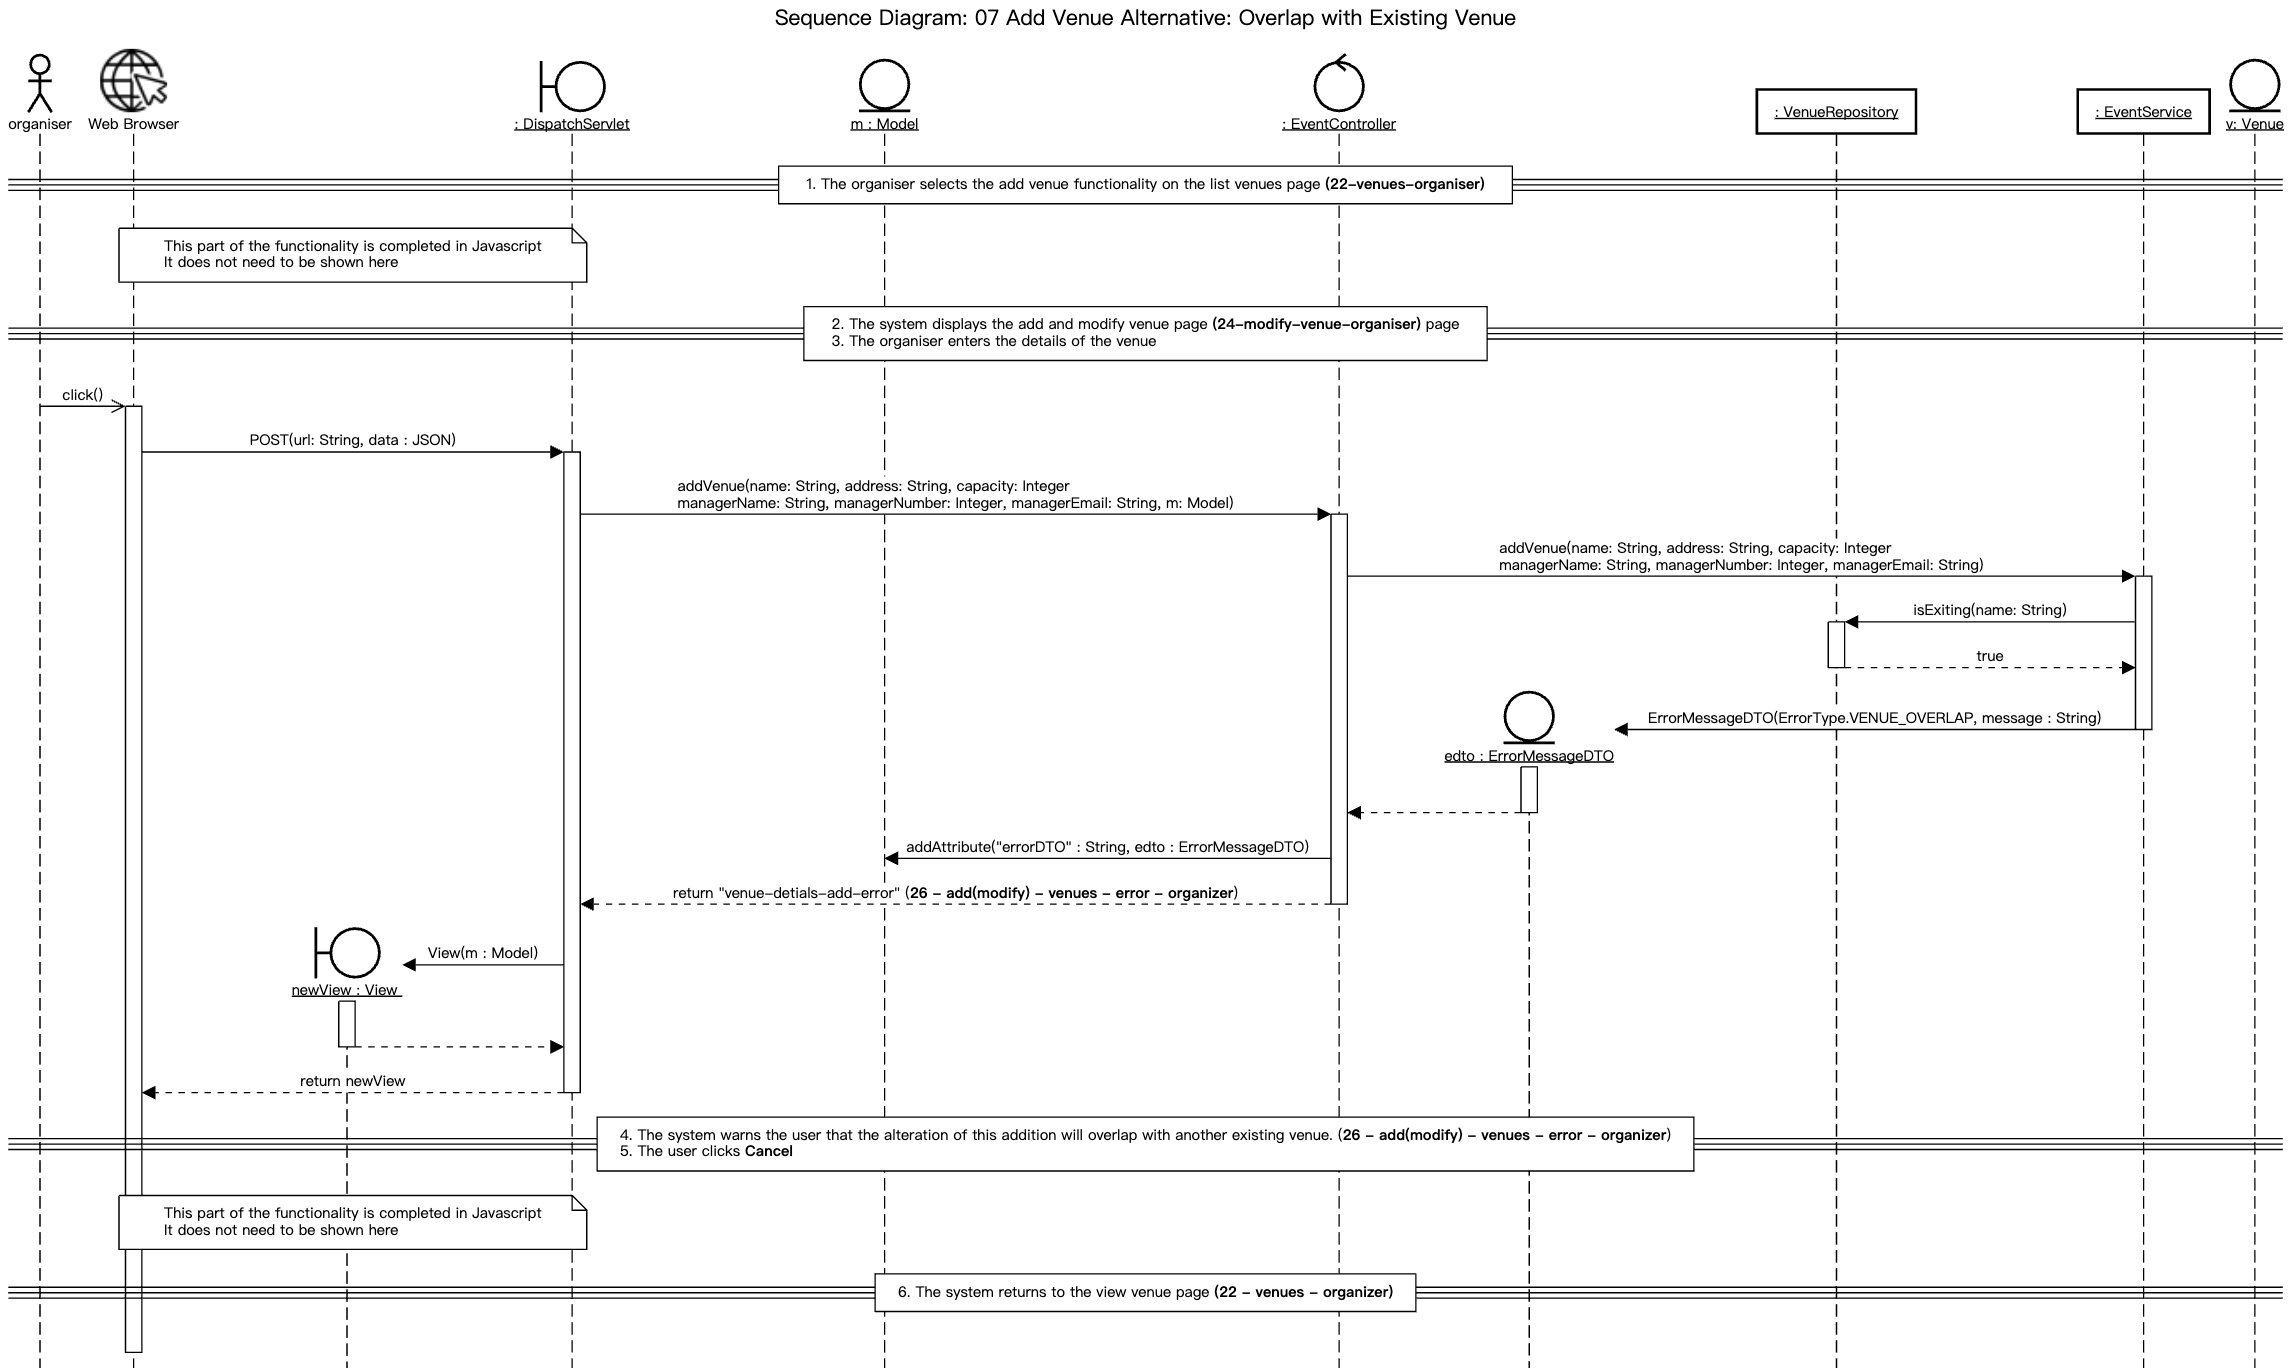 Sequence Diagram: 07 Add Venue Alternative: Overlap with Existing Venue
organiser
Web Browser
: DispatchServlet
m : Model
: EventController
: VenueRepository
: EventService
v: Venue
1. The organiser selects the add venue functionality on the list venues page (22-venues-organiser)
This part of the functionality is completed in Javascript
It does not need to be shown here
2. The system displays the add and modify venue page (24-modify-venue-organiser) page
3. The organiser enters the details of the venue
click()
POST(url: String, data : JSON)
addVenue(name: String, address: String, capacity: Integer
managerName: String, managerNumber: Integer, managerEmail: String, m: Model)
addVenue(name: String, address: String, capacity: Integer
managerName: String, managerNumber: Integer, managerEmail: String)
isExiting(name: String)
true
ErrorMessageDTO(ErrorType.VENUE_OVERLAP, message : String)
edto : ErrorMessageDTO
addAttribute("errorDTO" : String, edto : ErrorMessageDTO)
return "venue-detials-add-error" (26 - add(modify) - venues - error - organizer)
View(m : Model)
newView : View
return newView
4. The system warns the user that the alteration of this addition will overlap with another existing venue. (26 - add(modify) - venues - error - organizer)
5. The user clicks Cancel
This part of the functionality is completed in Javascript
It does not need to be shown here
6. The system returns to the view venue page (22 - venues - organizer)